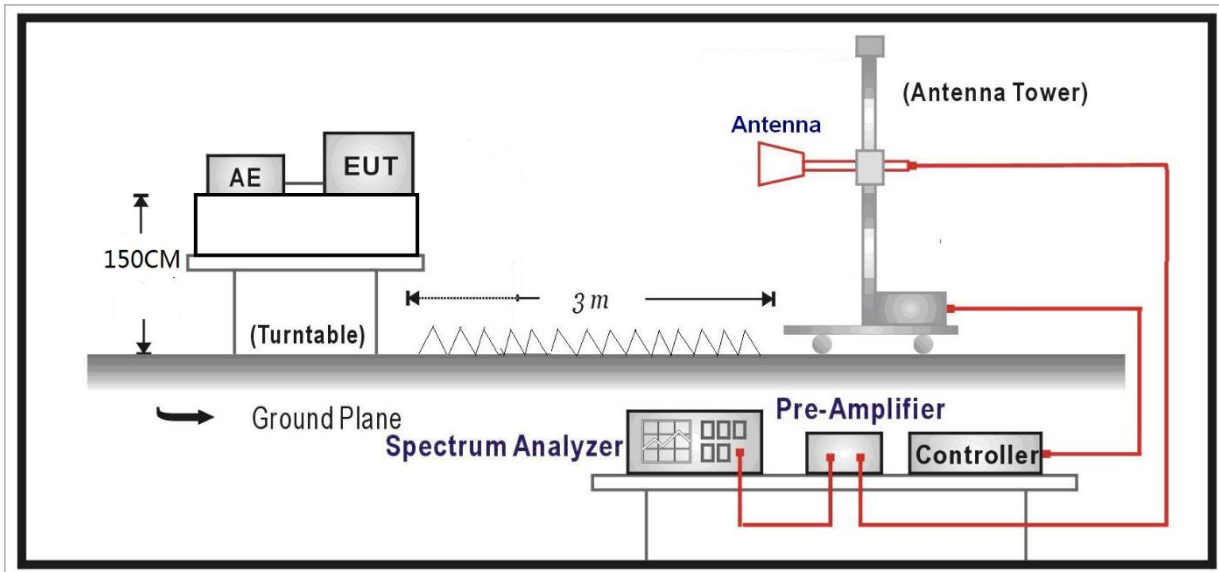 (Antenna Tower)
Antenna
AE
EUT
150CM
3 m
(Turntable)
Ground Plane
Pre-Amplifier
Spectrum Analyzer
Controller